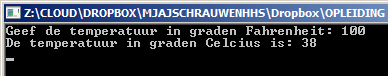 Z:\CLOUD\DROPBOX\MJAJSCHRAUWENHHS\Dropbox\OPLEIDING
Geef de temperatuur in graden Fahrenheit: 100
De temperatuur in graden Celcius is: 38